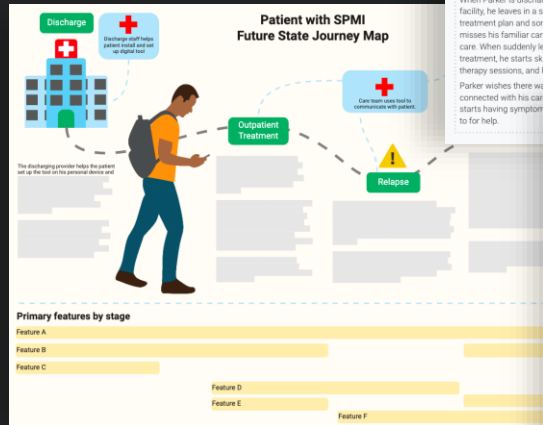 Discharge
Discharge staff helps
patient install and set
up digital tool
Patient with SPMI
Future State Journey Map
facility, he leaves in a s
treatment plan and so
misses his familiar car
care. When suddenly le
treatment, he starts sk
therapy sessions, and
Parker wishes there wa
connected with his car
starts having symptom
to for help.
Care team uses tool to
communicate with patient.
Outpatient
Treatment
!
Relapse
The discharging provider helps the patient
set up the tool on his personal device and
Primary features by stage
Feature A
Feature B
Feature C
Feature D
Feature E
Feature F